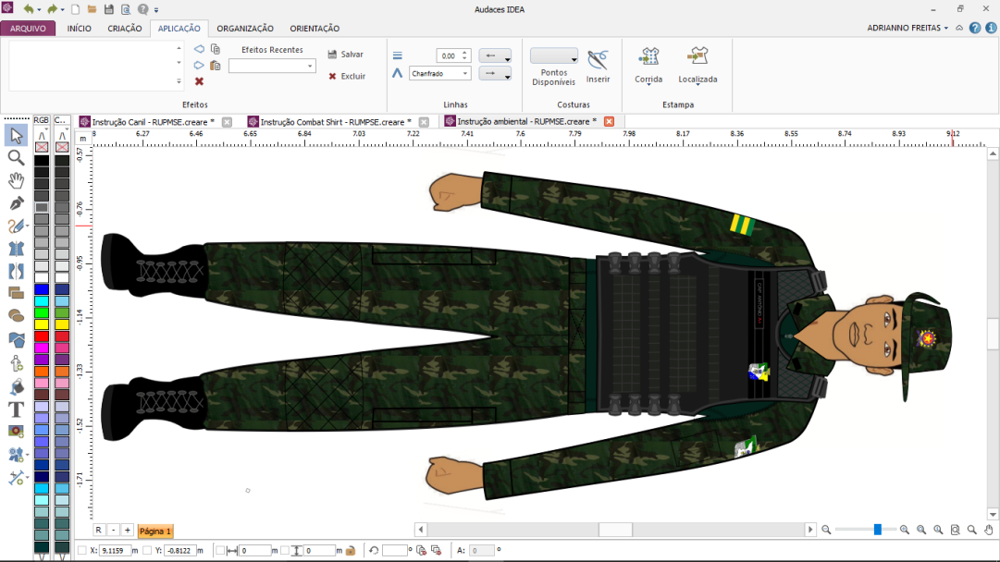 Audaces IDEA
ARQUIVO INÍCIO CRIAÇÃO APLICAÇÃO ORGANIZAÇÃO ORIENTAÇÃO ADRIANNO FREITAS
Efeitos Recentes
Salvar
Excluir
Efeitos
0.00
Chanfrado
Linhas
Pontos
Disponíveis
Inserir
Costuras
Corrida
Localizada
Estampa
Instrução Canil - RUPMSE.creare *
Instrução Combat Shirt - RUMPSE.creare *
Instrução ambiental - RUPMSE.creare *
RGB C..
m 8 6.27 6.46 6.65 6.84 7.03 7.22 7.41 7.6 7.79 7.98 8.17 8.36 8.55 8.74 8.93 9.12
-0.57
-0.76
-0.95
-1.14
-1.33
-1.52
-1.71
R - + Página 1
X: 9,1159 m Y: -0,8122 m 0 m 0 m ° A: 0 °